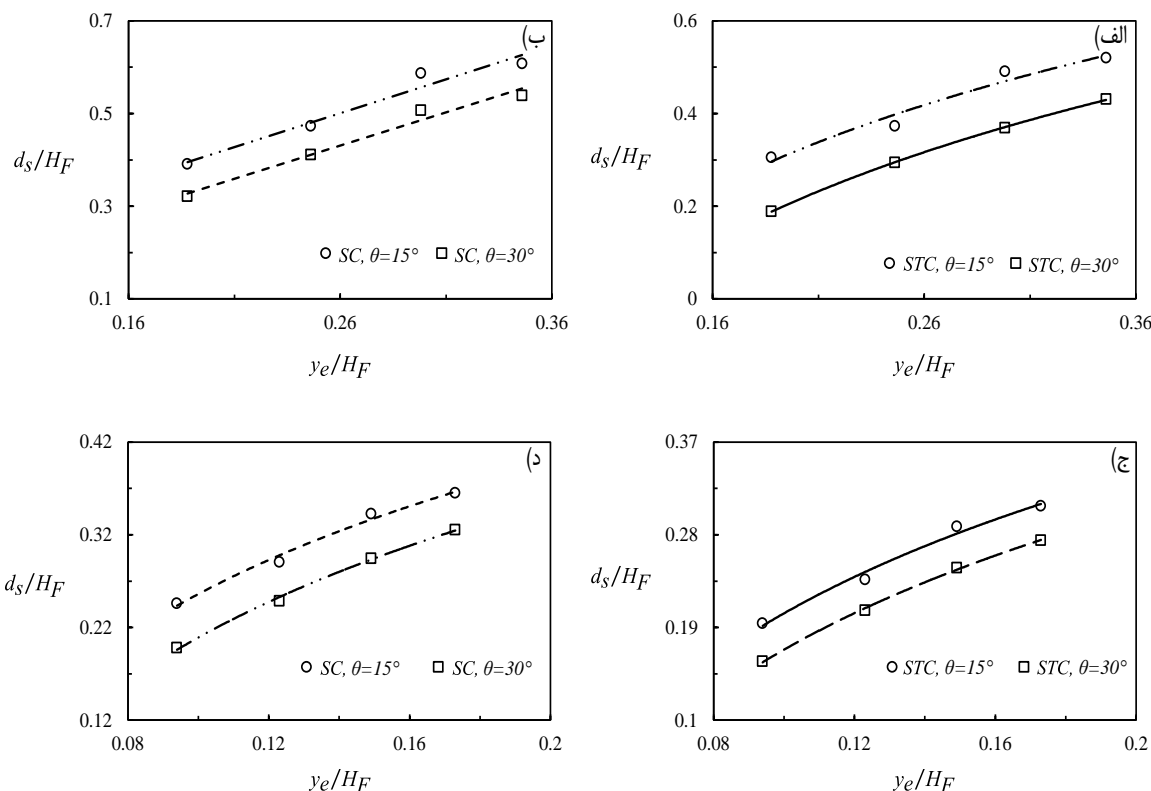 الف)
0.6
0.4
0.2
0
d_s/H_F
STC, θ=15°
STC, θ=30°
0.16
0.26
0.36
y_e/H_F
ب)
0.7
0.5
0.3
0.1
d_s/H_F
SC, θ=15°
SC, θ=30°
0.16
0.26
0.36
y_e/H_F
ج)
0.37
0.28
0.19
0.1
d_s/H_F
STC, θ=15°
STC, θ=30°
0.08
0.12
0.16
0.2
y_e/H_F
د)
0.42
0.32
0.22
0.12
d_s/H_F
SC, θ=15°
SC, θ=30°
0.08
0.12
0.16
0.2
y_e/H_F